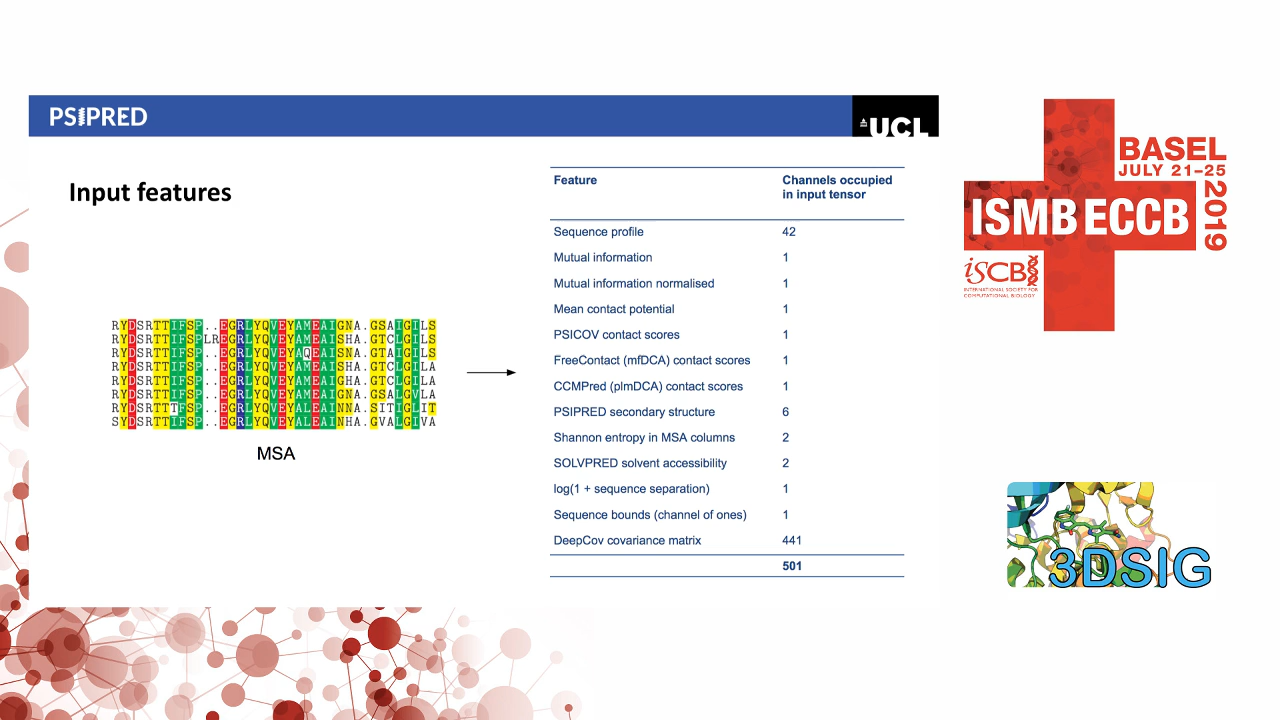 PSIPRED
UCL
Input features
Feature Channels occupied in input tensor
Sequence profile 42
Mutual information 1
Mutual information normalised 1
Mean contact potential 1
PSICOV contact scores 1
FreeContact (mfDCA) contact scores 1
CCMPred (plmDCA) contact scores 1
PSIPRED secondary structure 6
Shannon entropy in MSA columns 2
SOLVPRED solvent accessibility 2
log(1 + sequence separation) 1
Sequence bounds (channel of ones) 1
DeepCov covariance matrix 441
501
RYDSRTTIFSP..EGRLYQVEYAMEAIGNA.GSAIGILS
RYDSRTTIFSPLREGRLYQVEYAMEAISHA.GTCLGILS
RYDSRTTIFSP..EGRLYQVEYAQEAISNA.GTAIGILS
RYDSRTTIFSP..EGRLYQVEYAMEAIGHA.GTCLGILA
RYDSRTTIFSP..EGRLYQVEYAMEAIGHA.GTCLGILA
RYDSRTTIFSP..EGRLYQVEYAMEAIGNA.GSALGVLA
RYDSRTTTFSP..EGRLYQVEYALEAINNA.SITIGLIT
SYDSRTTIFSP..EGRLYQVEYALEAINHA.GVALGIVA
MSA
BASEL
JULY 21–25
2019
ISMB ECCB
iSCB
INTERNATIONAL SOCIETY FOR
COMPUTATIONAL BIOLOGY
3DSIG